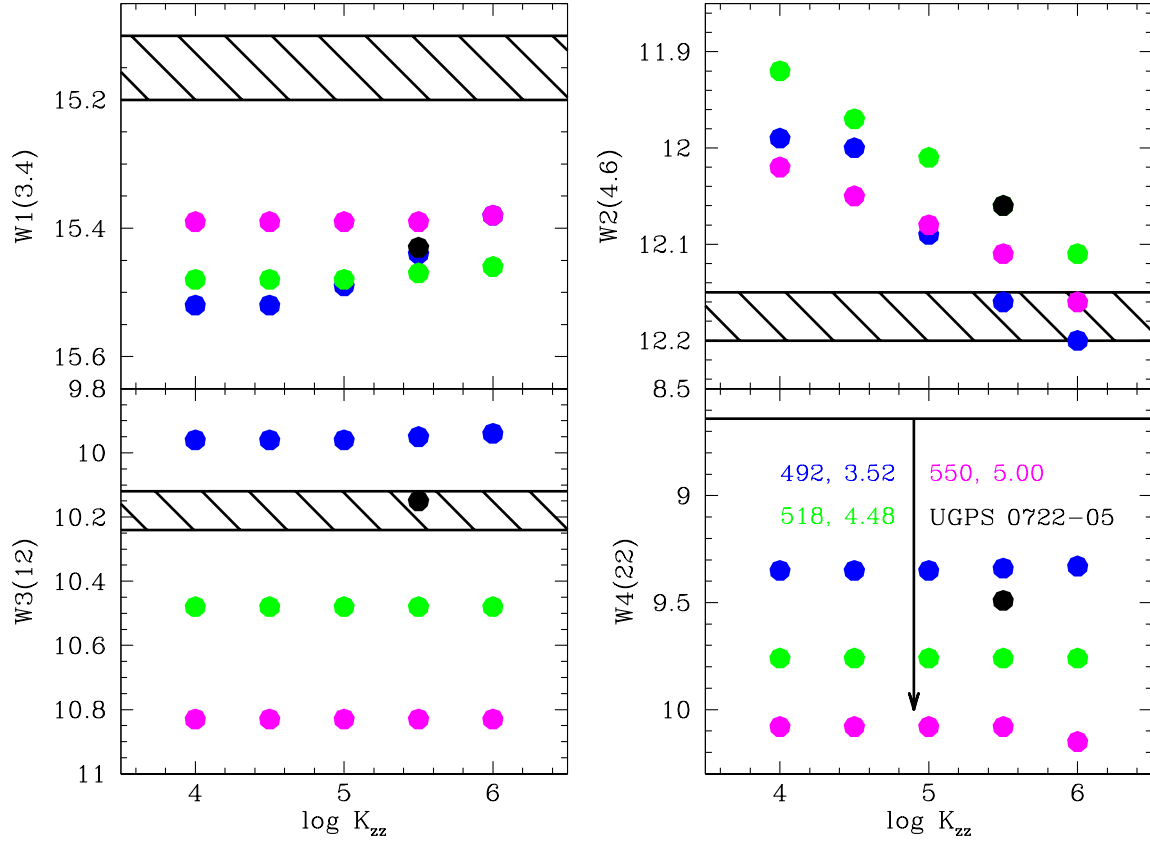 W1(3.4)
15.2
15.4
15.6
W2(4.6)
11.9
12
12.1
12.2
W3(12)
9.8
10
10.2
10.4
10.6
10.8
11
4 5 6
log K_zz
W4(22)
8.5
9
9.5
10
492, 3.52
550, 5.00
518, 4.48
UGPS 0722-05
4 5 6
log K_zz